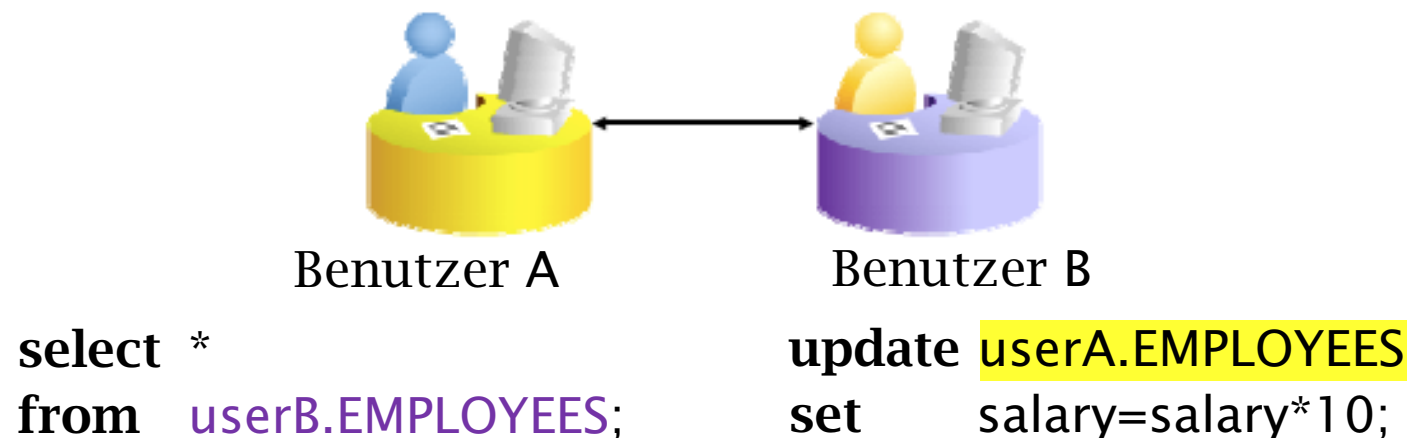 Benutzer A
Benutzer B
select *
from userB.EMPLOYEES;
update userA.EMPLOYEES
set salary=salary*10;